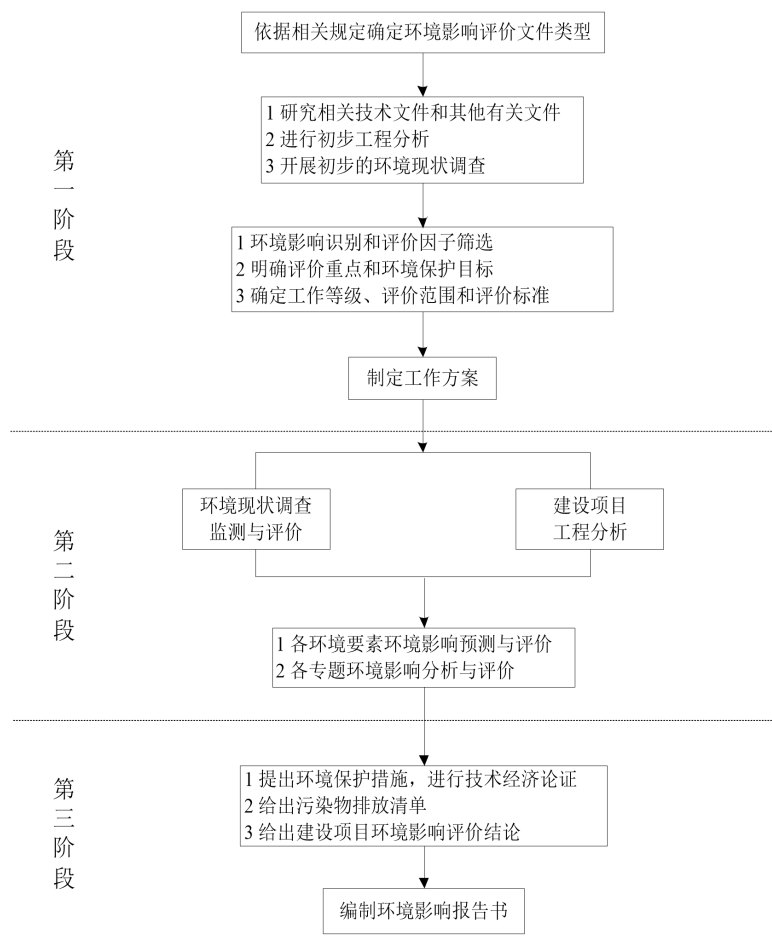 依据相关规定确定环境影响评价文件类型
1 研究相关技术文件和其他有关文件
2 进行初步工程分析
3 开展初步的环境现状调查
第一阶段
1 环境影响识别和评价因子筛选
2 明确评价重点和环境保护目标
3 确定工作等级、评价范围和评价标准
制定工作方案
环境现状调查
监测与评价
建设项目
工程分析
第二阶段
1 各环境要素环境影响预测与评价
2 各专题环境影响分析与评价
第三阶段
1 提出环境保护措施，进行技术经济论证
2 给出污染物排放清单
3 给出建设项目环境影响评价结论
编制环境影响报告书